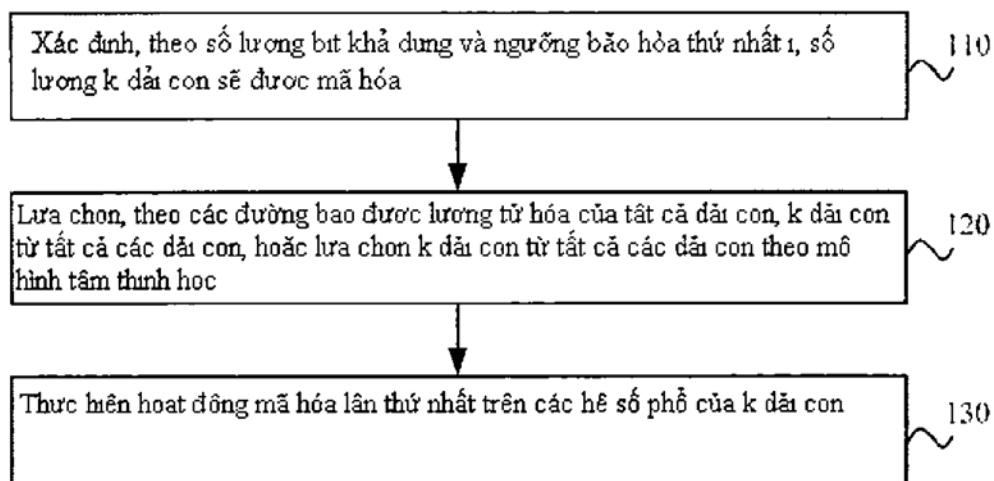 Xác định, theo số lượng bit khả dụng và ngưỡng bão hòa thứ nhất i, số
lượng k dải con sẽ được mã hóa
110
Lựa chọn, theo các đường bao được lượng tử hóa của tất cả dải con, k dải con
từ tất cả các dải con, hoặc lựa chọn k dải con từ tất cả các dải con theo mô
hình tâm thính học
120
Thực hiện hoạt động mã hóa lần thứ nhất trên các hệ số phổ của k dải con
130